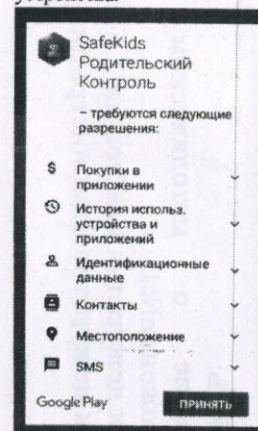 SafeKids
Родительский
Контроль
– требуются следующие
разрешения:
Покупки в
приложении
История использ.
устройства и
приложений
Идентификационные
данные
Контакты
Местоположение
SMS
Google Play
ПРИНЯТЬ